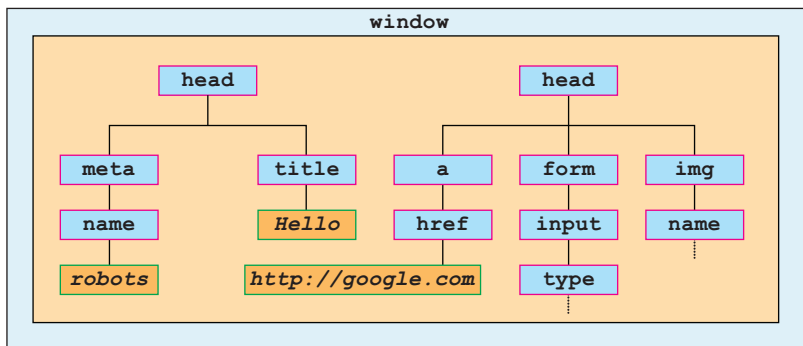 window
head head
meta title a form img
name Hello href input name
robots http://google.com type